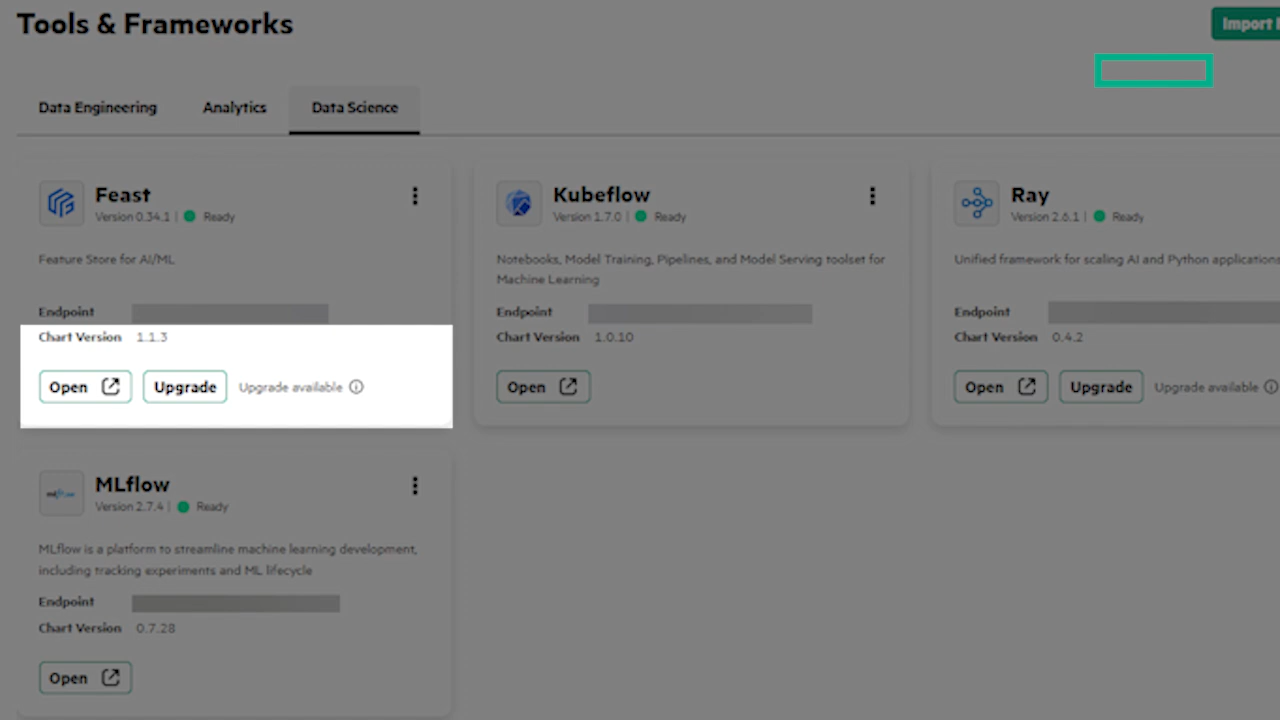 Tools & Frameworks
Import
Data Engineering
Analytics
Data Science
Feast
Version 0.34.1 | Ready
Feature Store for AI/ML
Endpoint
Chart Version 1.1.3
Open
Upgrade
Upgrade available
Kubeflow
Version 1.7.0 | Ready
Notebooks, Model Training, Pipelines, and Model Serving toolset for
Machine Learning
Endpoint
Chart Version 1.0.10
Open
Ray
Version 2.6.1 | Ready
Unified framework for scaling AI and Python applications
Endpoint
Chart Version 0.4.2
Open
Upgrade
Upgrade available
MLflow
Version 2.7.4 | Ready
MLflow is a platform to streamline machine learning development,
including tracking experiments and ML lifecycle
Endpoint
Chart Version 0.7.28
Open